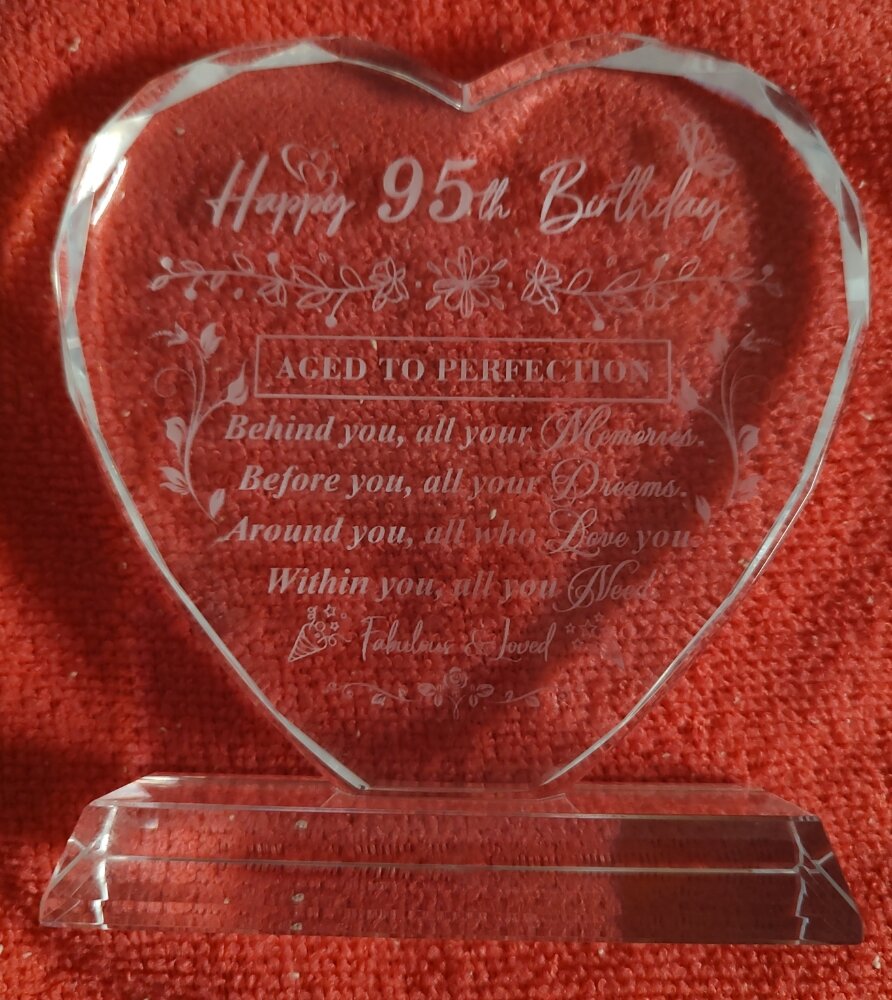 Happy 95th Birthday
AGED TO PERFECTION
Behind you, all your Memories.
Before you, all your Dreams.
Around you, all who Love you.
Within you, all you Need.
Fabulous & Loved